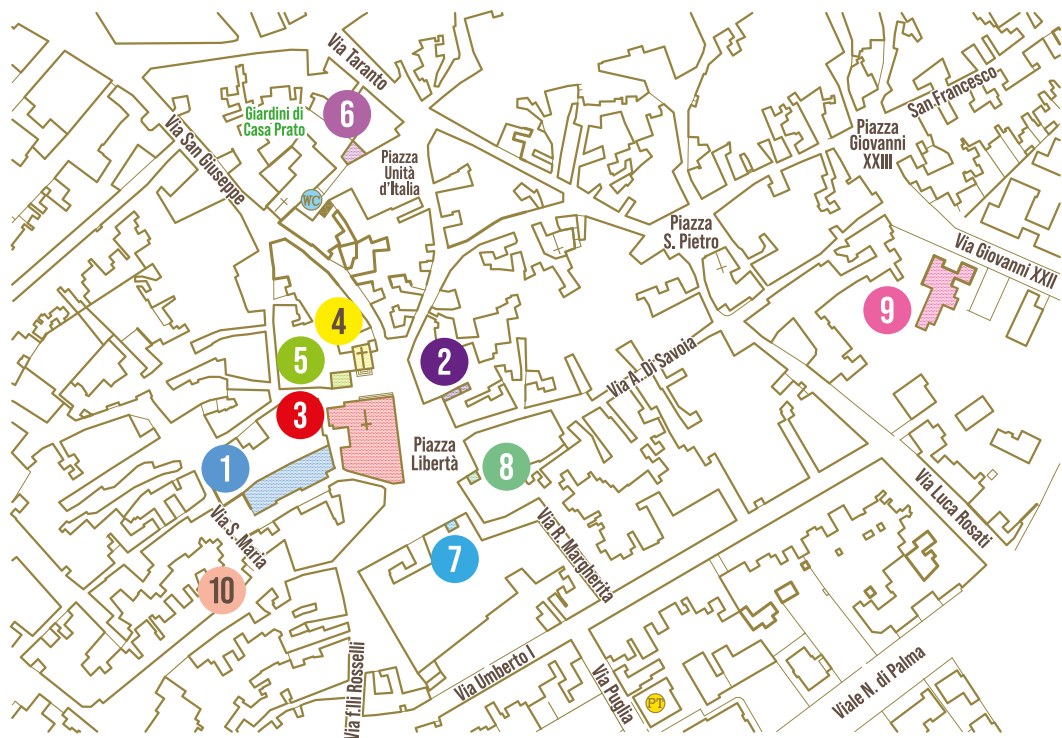 Via Taranto
San Francesco
Giardini di
Casa Prato
6
Piazza
Giovanni
XXIII
Via San Giuseppe
Piazza
Unità
d'Italia
WC
Piazza
S. Pietro
Via Giovanni XXII
9
4
5
2
Via A. Di Savoia
3
Piazza
Libertà
1
8
Via S. Maria
Via Luca Rosati
7
Via R. Margherita
10
Via f.lli Rosselli
Via Umberto I
Via Puglia
PT
Viale N. di Palma